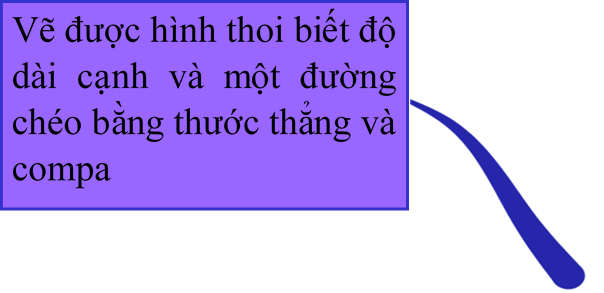 Vẽ được hình thoi biết độ
dài cạnh và một đường
chéo bằng thước thẳng và
compa